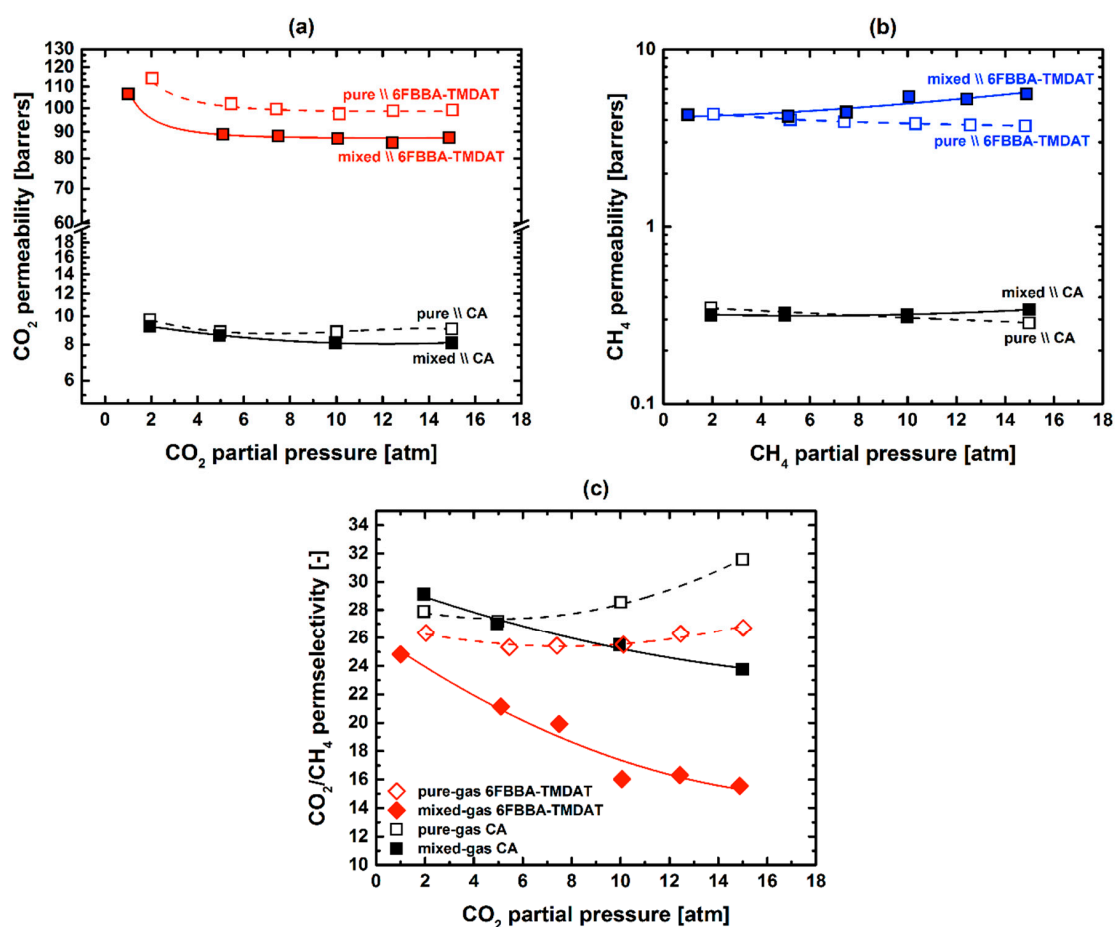 (a)
130
120
110
100
90
80
70
60
18
16
14
12
10
8
6
CO₂ permeability [barrers]
pure \\ 6FBBA-TMDAT
mixed \\ 6FBBA-TMDAT
pure \\ CA
mixed \\ CA
0 2 4 6 8 10 12 14 16 18
CO₂ partial pressure [atm]
(b)
10
1
0.1
CH₄ permeability [barrers]
mixed \\ 6FBBA-TMDAT
pure \\ 6FBBA-TMDAT
mixed \\ CA
pure \\ CA
0 2 4 6 8 10 12 14 16 18
CH₄ partial pressure [atm]
(c)
34
32
30
28
26
24
22
20
18
16
14
12
10
CO₂/CH₄ permselectivity [-]
pure-gas 6FBBA-TMDAT
mixed-gas 6FBBA-TMDAT
pure-gas CA
mixed-gas CA
0 2 4 6 8 10 12 14 16 18
CO₂ partial pressure [atm]